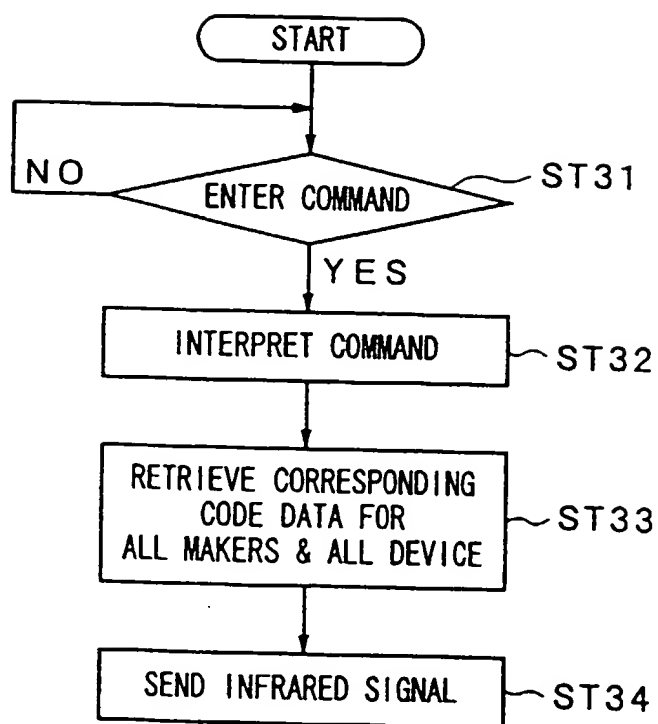 START
NO
ENTER COMMAND
ST31
YES
INTERPRET COMMAND
ST32
RETRIEVE CORRESPONDING
CODE DATA FOR
ALL MAKERS & ALL DEVICE
ST33
SEND INFRARED SIGNAL
ST34